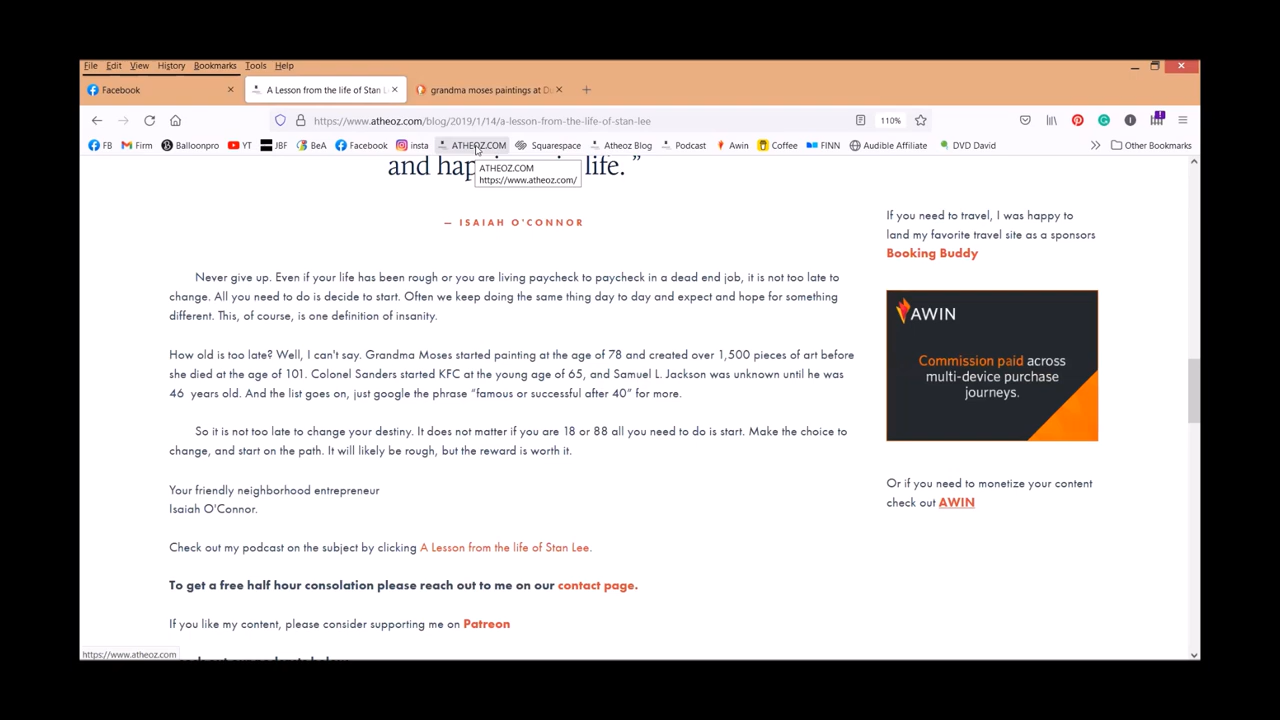 File Edit View History Bookmarks Tools Help
Facebook
A Lesson from the life of Stan L
grandma moses paintings at D
https://www.atheoz.com/blog/2019/1/14/a-lesson-from-the-life-of-stan-lee
110%
FB Mfirm Balloonpro YT JBF BeA Facebook insta ATHEOZ.COM Squarespace Atheoz Blog Podcast Awin Coffee FINN Audible Affiliate DVD David Other Bookmarks
ATHEOZ.COM
https://www.atheoz.com/
and life. ”
— ISAIAH O'CONNOR
Never give up. Even if your life has been rough or you are living paycheck to paycheck in a dead end job, it is not too late to
change. All you need to do is decide to start. Often we keep doing the same thing day to day and expect and hope for something
different. This, of course, is one definition of insanity.
How old is too late? Well, I can't say. Grandma Moses started painting at the age of 78 and created over 1,500 pieces of art before
she died at the age of 101. Colonel Sanders started KFC at the young age of 65, and Samuel L. Jackson was unknown until he was
46 years old. And the list goes on, just google the phrase “famous or successful after 40” for more.
So it is not too late to change your destiny. It does not matter if you are 18 or 88 all you need to do is start. Make the choice to
change, and start on the path. It will likely be rough, but the reward is worth it.
Your friendly neighborhood entrepreneur
Isaiah O'Connor.
Check out my podcast on the subject by clicking A Lesson from the life of Stan Lee.
To get a free half hour consolation please reach out to me on our contact page.
If you like my content, please consider supporting me on Patreon
If you need to travel, I was happy to
land my favorite travel site as a sponsors
Booking Buddy
AWIN
Commission paid across
multi-device purchase
journeys.
Or if you need to monetize your content
check out AWIN
https://www.atheoz.com